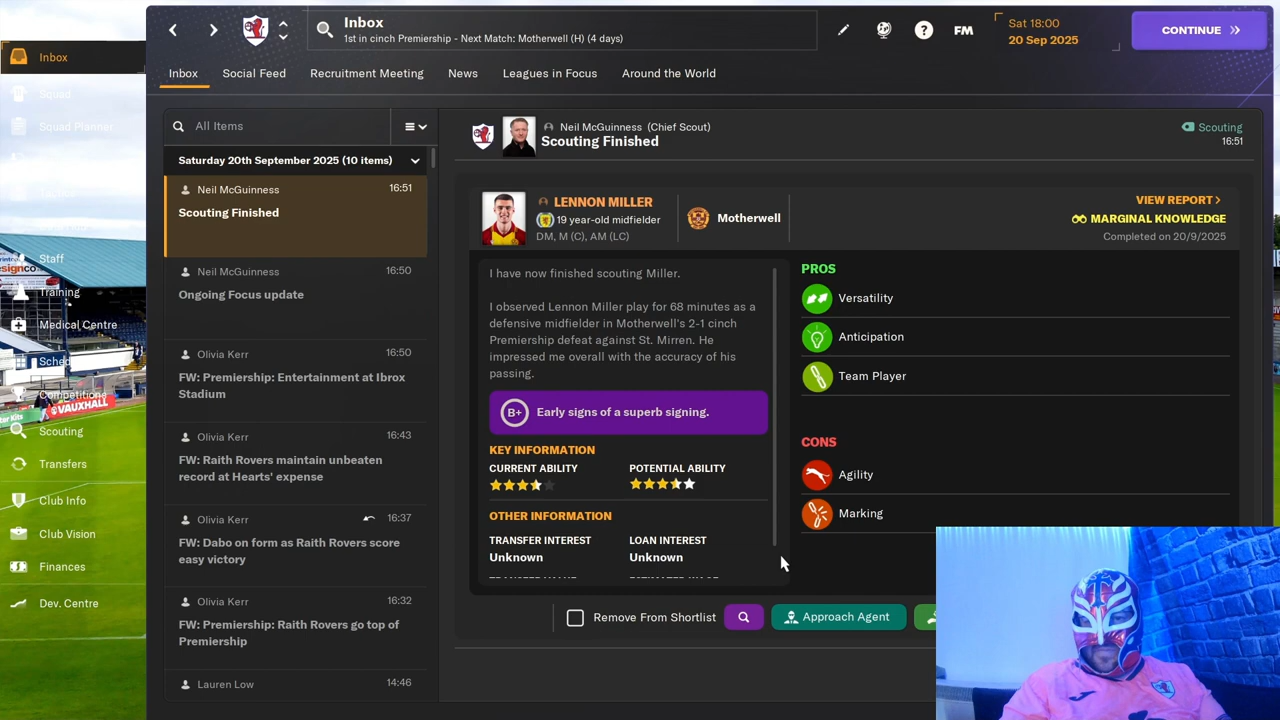 Inbox
1st in cinch Premiership - Next Match: Motherwell (H) (4 days)
?
FM
Sat 18:00
20 Sep 2025
CONTINUE
Inbox
Social Feed
Recruitment Meeting
News
Leagues in Focus
Around the World
Inbox
Squad
Squad Planner
Staff
Training
Medical Centre
Sched
Competitions
Scouting
Transfers
Club Info
Club Vision
Finances
Dev. Centre
VAUXHALL
All Items
Saturday 20th September 2025 (10 items)
Neil McGuinness 16:51
Scouting Finished
Neil McGuinness 16:50
Ongoing Focus update
Olivia Kerr 16:50
FW: Premiership: Entertainment at Ibrox
Stadium
Olivia Kerr 16:43
FW: Raith Rovers maintain unbeaten
record at Hearts' expense
Olivia Kerr 16:37
FW: Dabo on form as Raith Rovers score
easy victory
Olivia Kerr 16:32
FW: Premiership: Raith Rovers go top of
Premiership
Lauren Low 14:46
Neil McGuinness (Chief Scout)
Scouting Finished
Scouting
16:51
LENNON MILLER
19 year-old midfielder
DM, M (C), AM (LC)
Motherwell
VIEW REPORT
MARGINAL KNOWLEDGE
Completed on 20/9/2025
I have now finished scouting Miller.
I observed Lennon Miller play for 68 minutes as a
defensive midfielder in Motherwell's 2-1 cinch
Premiership defeat against St. Mirren. He
impressed me overall with the accuracy of his
passing.
B+ Early signs of a superb signing.
KEY INFORMATION
CURRENT ABILITY POTENTIAL ABILITY
OTHER INFORMATION
TRANSFER INTEREST LOAN INTEREST
Unknown Unknown
PROS
Versatility
Anticipation
Team Player
CONS
Agility
Marking
Remove From Shortlist
Approach Agent